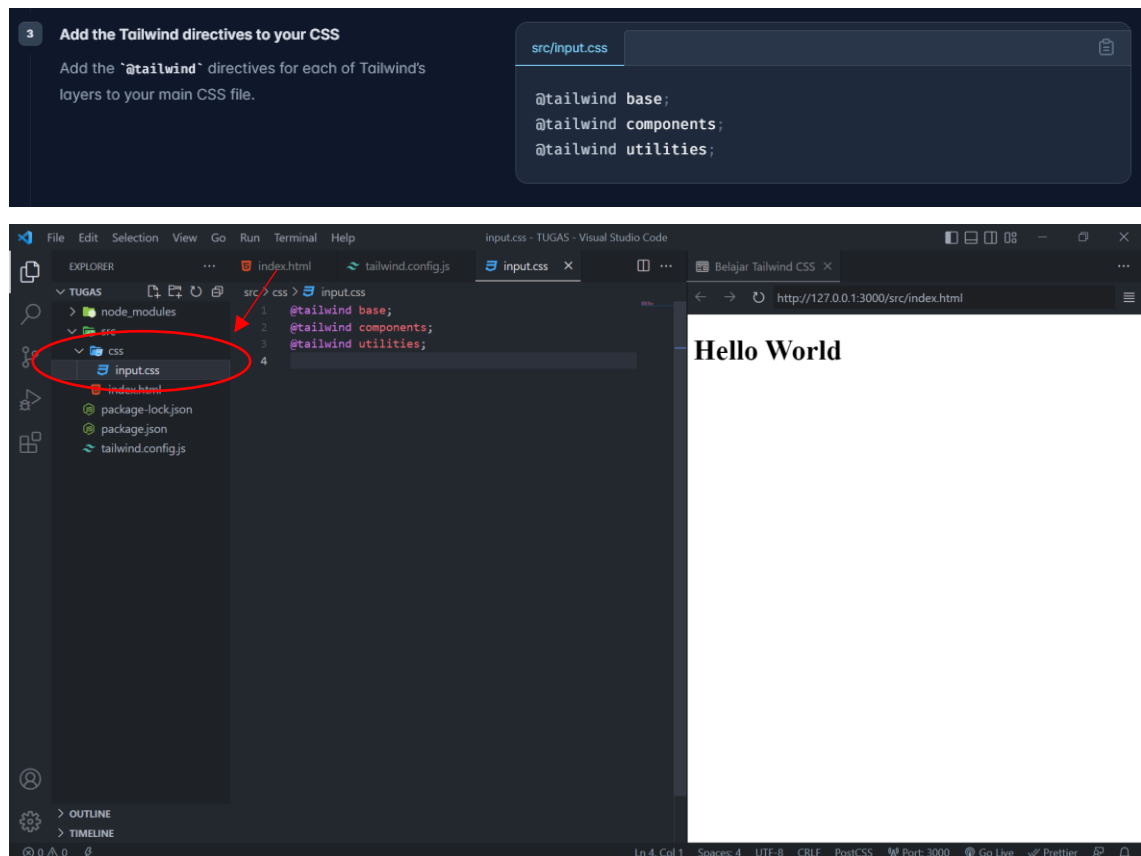 3 Add the Tailwind directives to your CSS
Add the `@tailwind` directives for each of Tailwind's
layers to your main CSS file.
src/input.css
@tailwind base;
@tailwind components;
@tailwind utilities;
File Edit Selection View Go Run Terminal Help input.css - TUGAS - Visual Studio Code
EXPLORER ... index.html tailwind.config.js input.css × ... Belajar Tailwind CSS × ...
TUGAS
node_modules
src
css
input.css
index.html
package-lock.json
package.json
tailwind.config.js
OUTLINE
TIMELINE
src > css > input.css
1 @tailwind base;
2 @tailwind components;
3 @tailwind utilities;
4
http://127.0.0.1:3000/src/index.html
Hello World
0 0 Ln 4, Col 1 Spaces: 4 UTF-8 CRLF PostCSS Port: 3000 Go Live Prettier